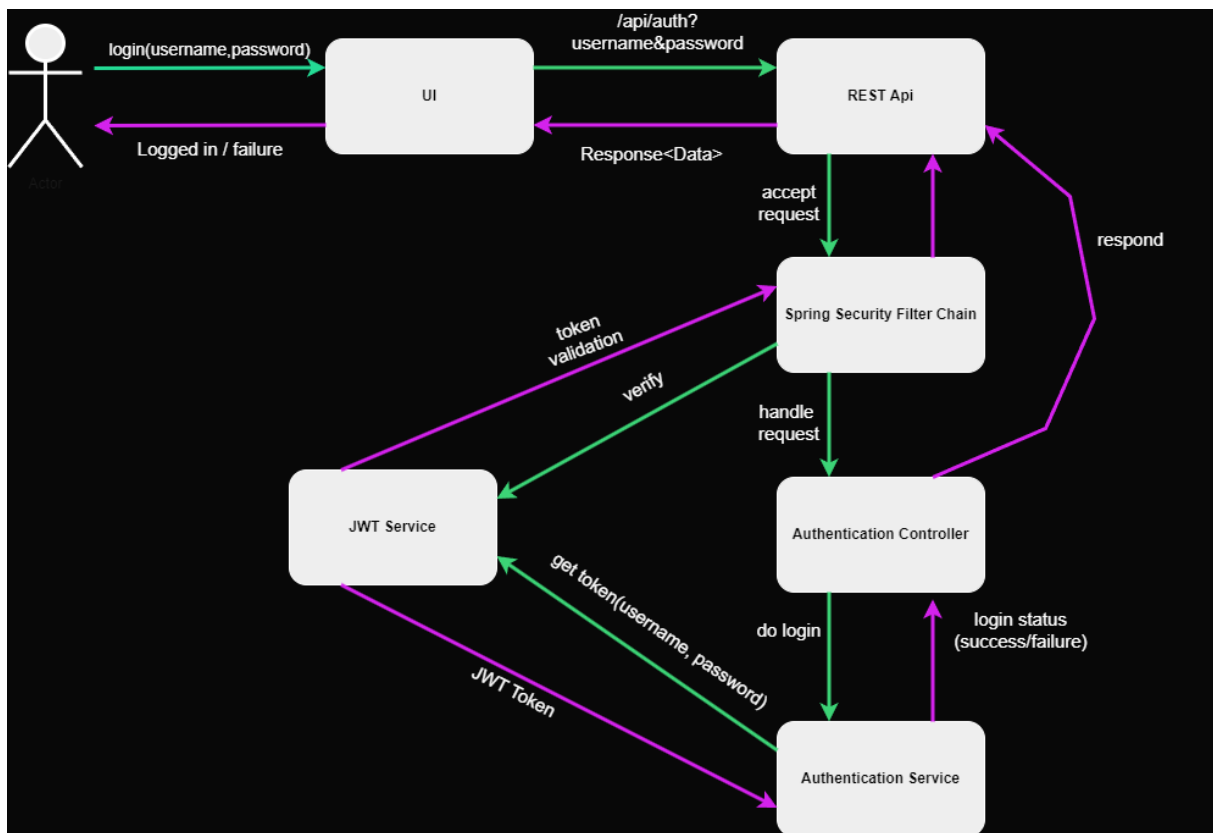 /api/auth?
username&password
login(username,password)
UI
REST Api
Logged in / failure
Response<Data>
Actor
accept
request
respond
Spring Security Filter Chain
token
validation
verify
handle
request
JWT Service
Authentication Controller
get token(username, password)
do login
login status
(success/failure)
JWT Token
Authentication Service